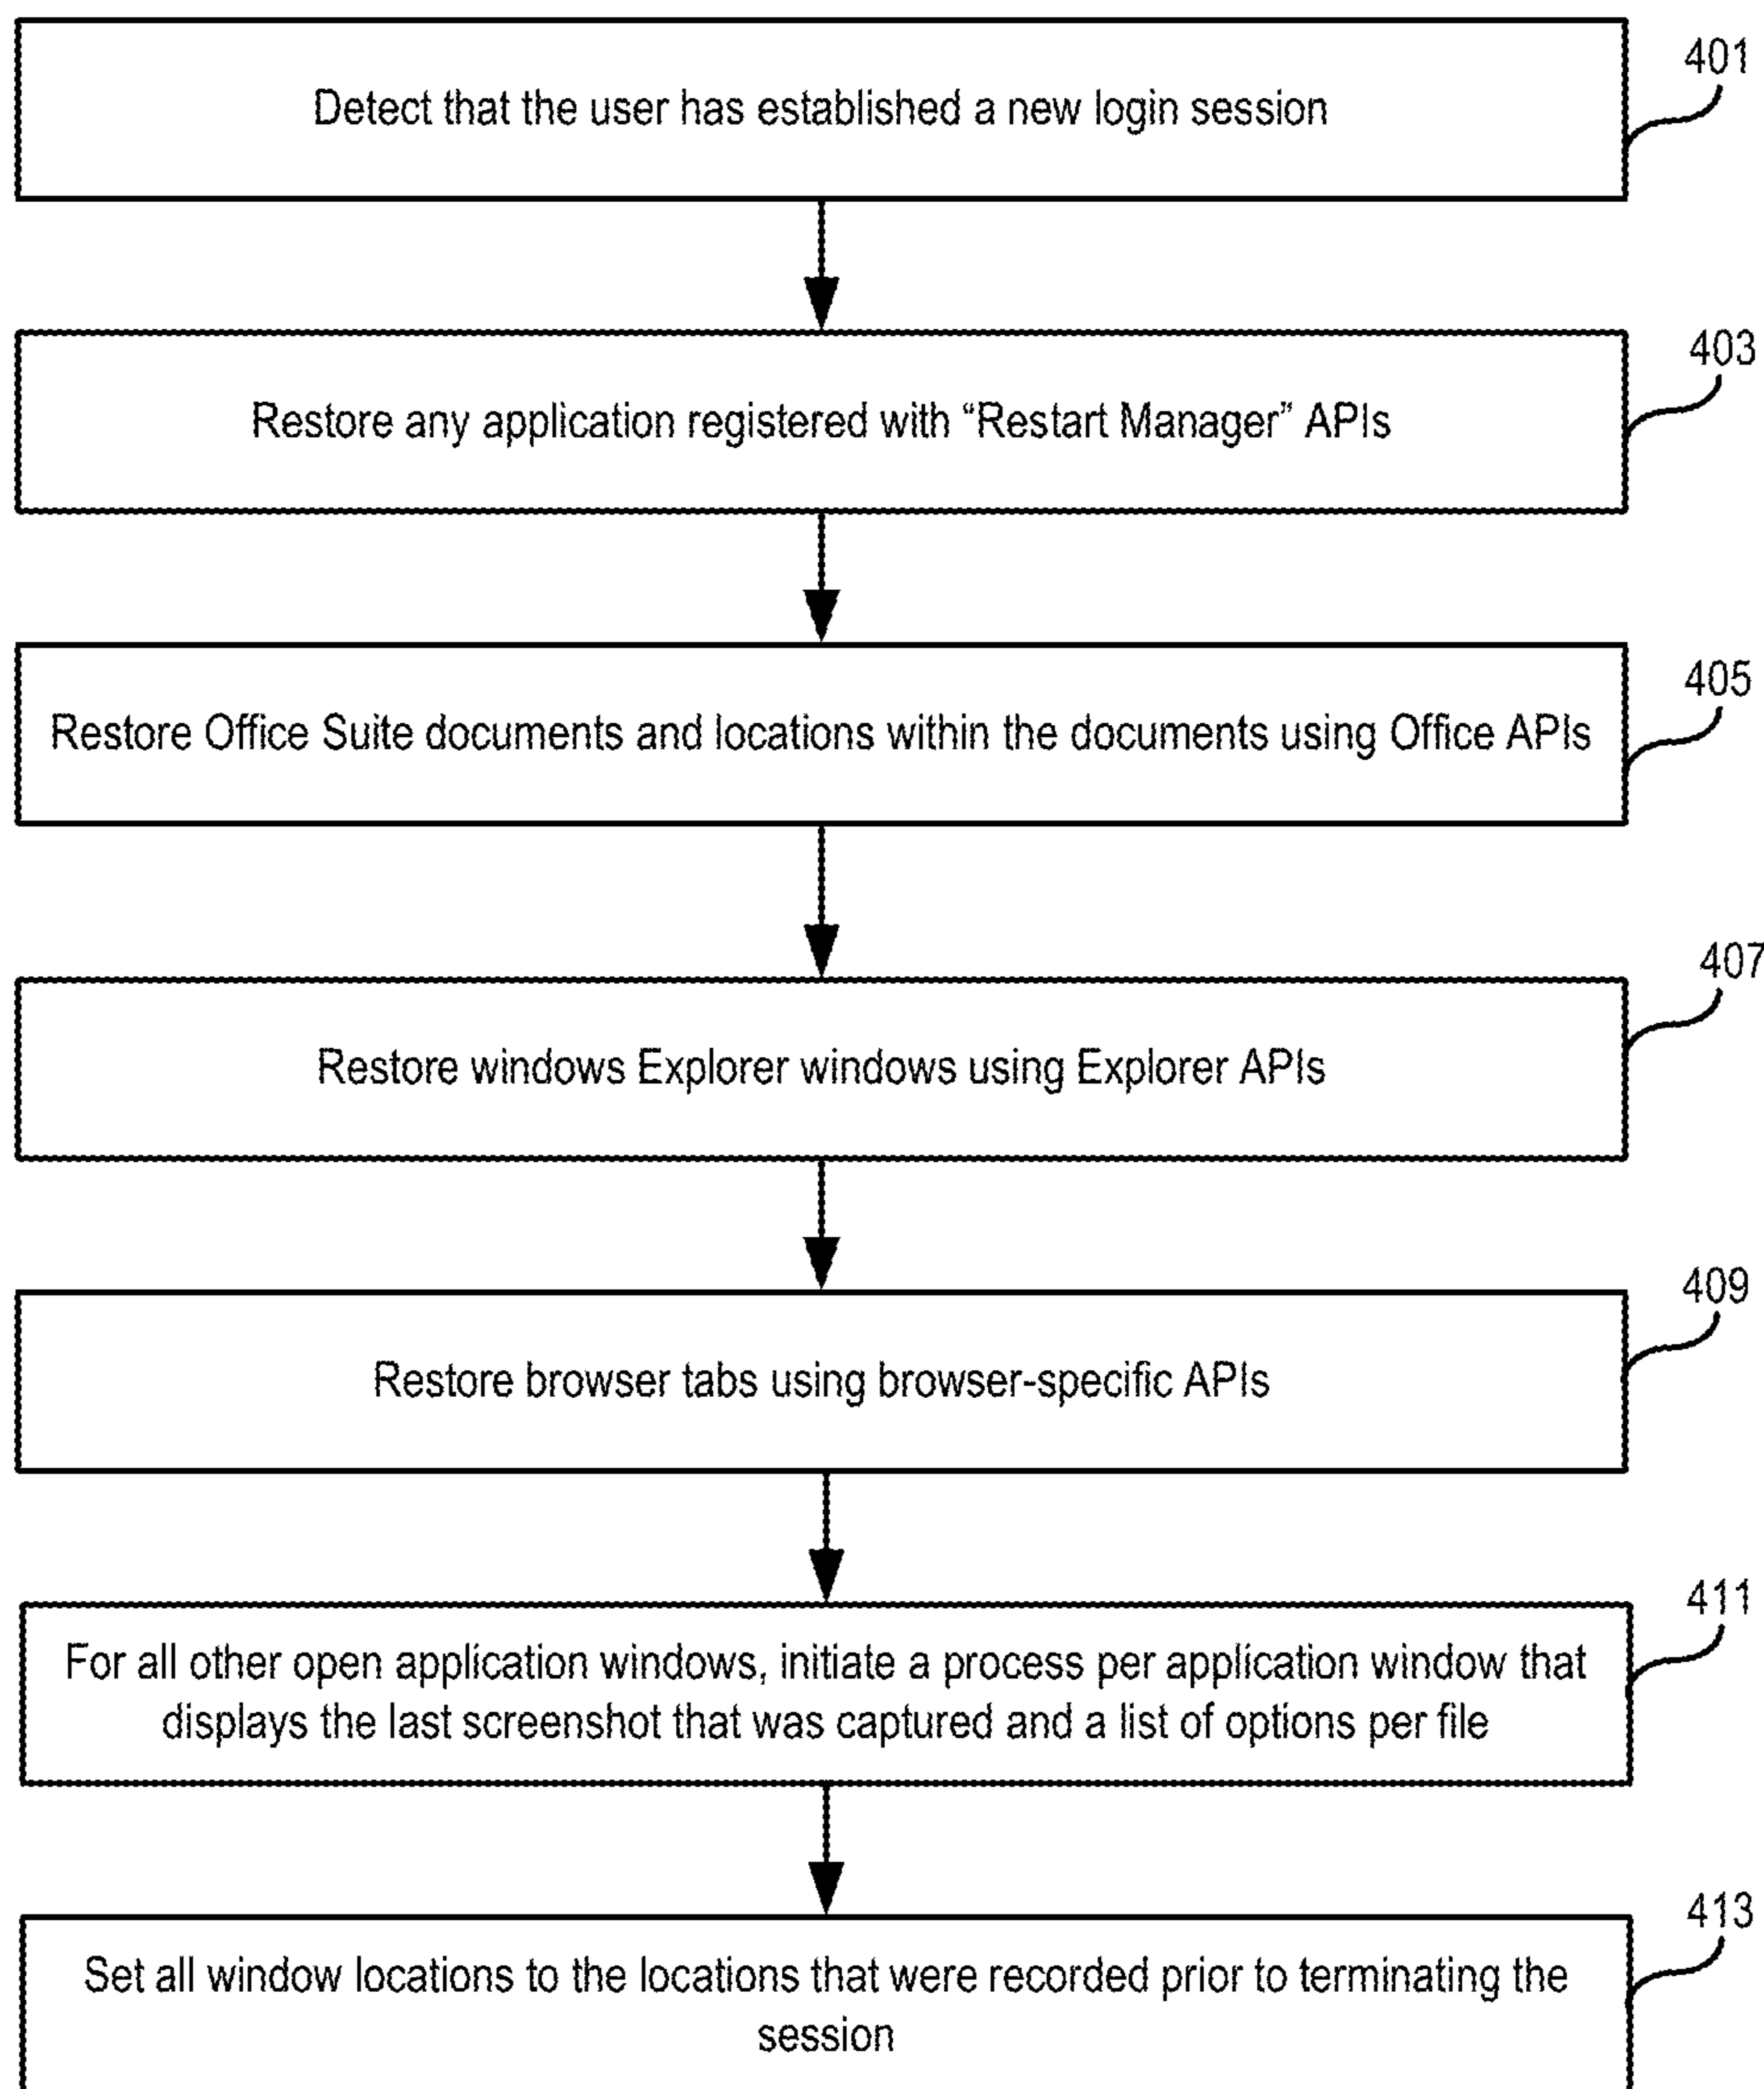 401
Detect that the user has established a new login session
403
Restore any application registered with “Restart Manager” APIs
405
Restore Office Suite documents and locations within the documents using Office APIs
407
Restore windows Explorer windows using Explorer APIs
409
Restore browser tabs using browser-specific APIs
411
For all other open application windows, initiate a process per application window that
displays the last screenshot that was captured and a list of options per file
413
Set all window locations to the locations that were recorded prior to terminating the
session